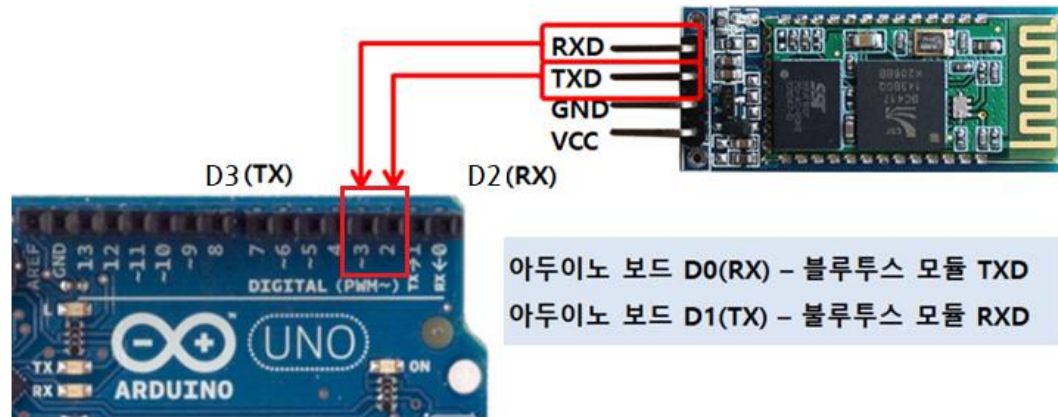 RXD
TXD
GND
VCC
D3(TX)
D2(RX)
AREF
GND
13
12
~11
~10
~9
8
7
~6
~5
4
~3
2
TX→1
RX←0
DIGITAL (PWM~)
L
TX
RX
ARDUINO
UNO
ON
아두이노 보드 D0(RX) – 블루투스 모듈 TXD
아두이노 보드 D1(TX) – 불루투스 모듈 RXD
BC417
csr